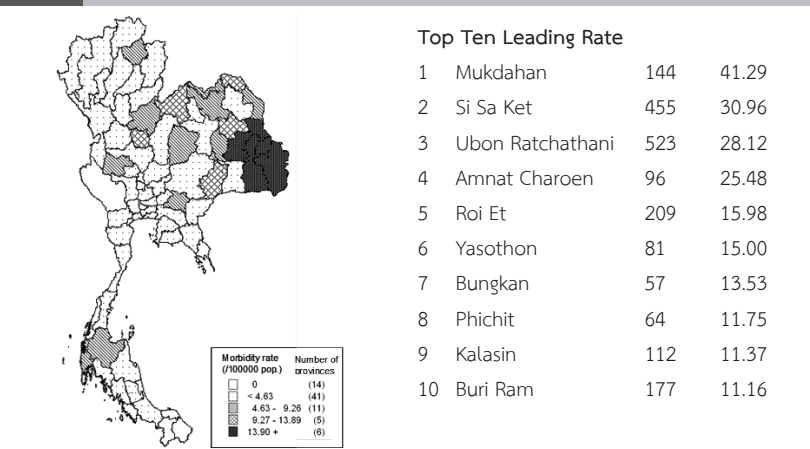 Top Ten Leading Rate
1 Mukdahan 144 41.29
2 Si Sa Ket 455 30.96
3 Ubon Ratchathani 523 28.12
4 Amnat Charoen 96 25.48
5 Roi Et 209 15.98
6 Yasothon 81 15.00
7 Bungkan 57 13.53
8 Phichit 64 11.75
9 Kalasin 112 11.37
10 Buri Ram 177 11.16
Morbidity rate Number of
(/100000 pop.) provinces
0 (14)
< 4.63 (41)
4.63 - 9.26 (11)
9.27 - 13.89 (5)
13.90 + (6)